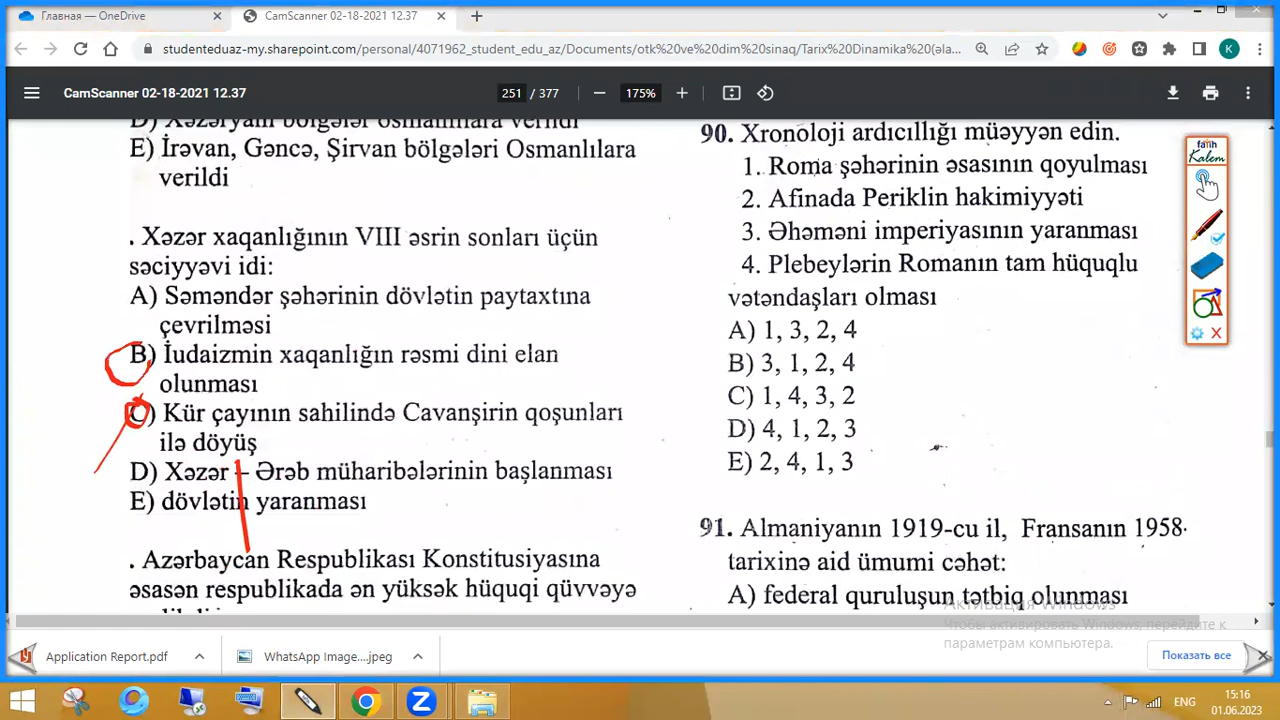 Главная — OneDrive
CamScanner 02-18-2021 12.37
studenteduaz-my.sharepoint.com/personal/4071962_student_edu_az/Documents/otk%20ve%20dim%20sinaq/Tarix%20Dinamika%20(əla...
K
CamScanner 02-18-2021 12.37
251 / 377
175%
D) Xəzəryanı bölgələr osmanlılara verildi
E) İrəvan, Gəncə, Şirvan bölgələri Osmanlılara
verildi
. Xəzər xaqanlığının VIII əsrin sonları üçün
səciyyəvi idi:
A) Səməndər şəhərinin dövlətin paytaxtına
çevrilməsi
B) İudaizmin xaqanlığın rəsmi dini elan
olunması
C) Kür çayının sahilində Cavanşirin qoşunları
ilə döyüş
D) Xəzər – Ərəb müharibələrinin başlanması
E) dövlətin yaranması
. Azərbaycan Respublikası Konstitusiyasına
əsasən respublikada ən yüksək hüquqi qüvvəyə
90. Xronoloji ardıcıllığı müəyyən edin.
1. Roma şəhərinin əsasının qoyulması
2. Afinada Periklin hakimiyyəti
3. Əhəməni imperiyasının yaranması
4. Plebeylərin Romanın tam hüquqlu
vətəndaşları olması
A) 1, 3, 2, 4
B) 3, 1, 2, 4
C) 1, 4, 3, 2
D) 4, 1, 2, 3
E) 2, 4, 1, 3
91. Almaniyanın 1919-cu il, Fransanın 1958-
tarixinə aid ümumi cəhət:
A) federal quruluşun tətbiq olunması
fatih
Kalem
Активация Windows
Чтобы активировать Windows, перейдите к
параметрам компьютера.
Application Report.pdf
WhatsApp Image....jpeg
Показать все
ENG
15:16
01.06.2023